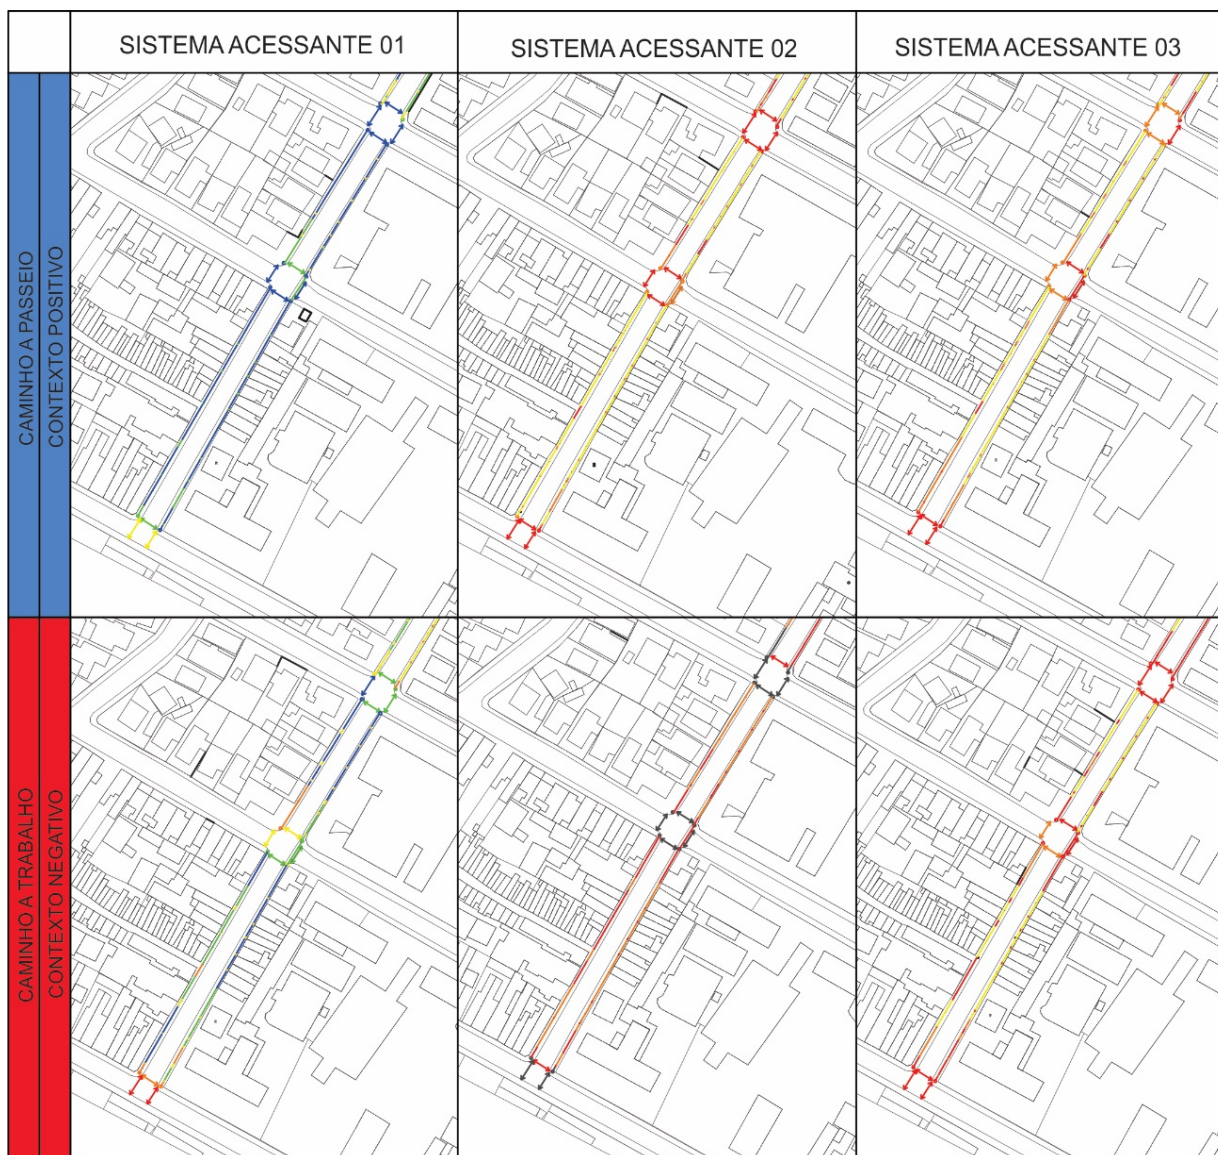 SISTEMA ACESSANTE 01
SISTEMA ACESSANTE 02
SISTEMA ACESSANTE 03
CAMINHO A PASSEIO
CONTEXTO POSITIVO
CAMINHO A TRABALHO
CONTEXTO NEGATIVO